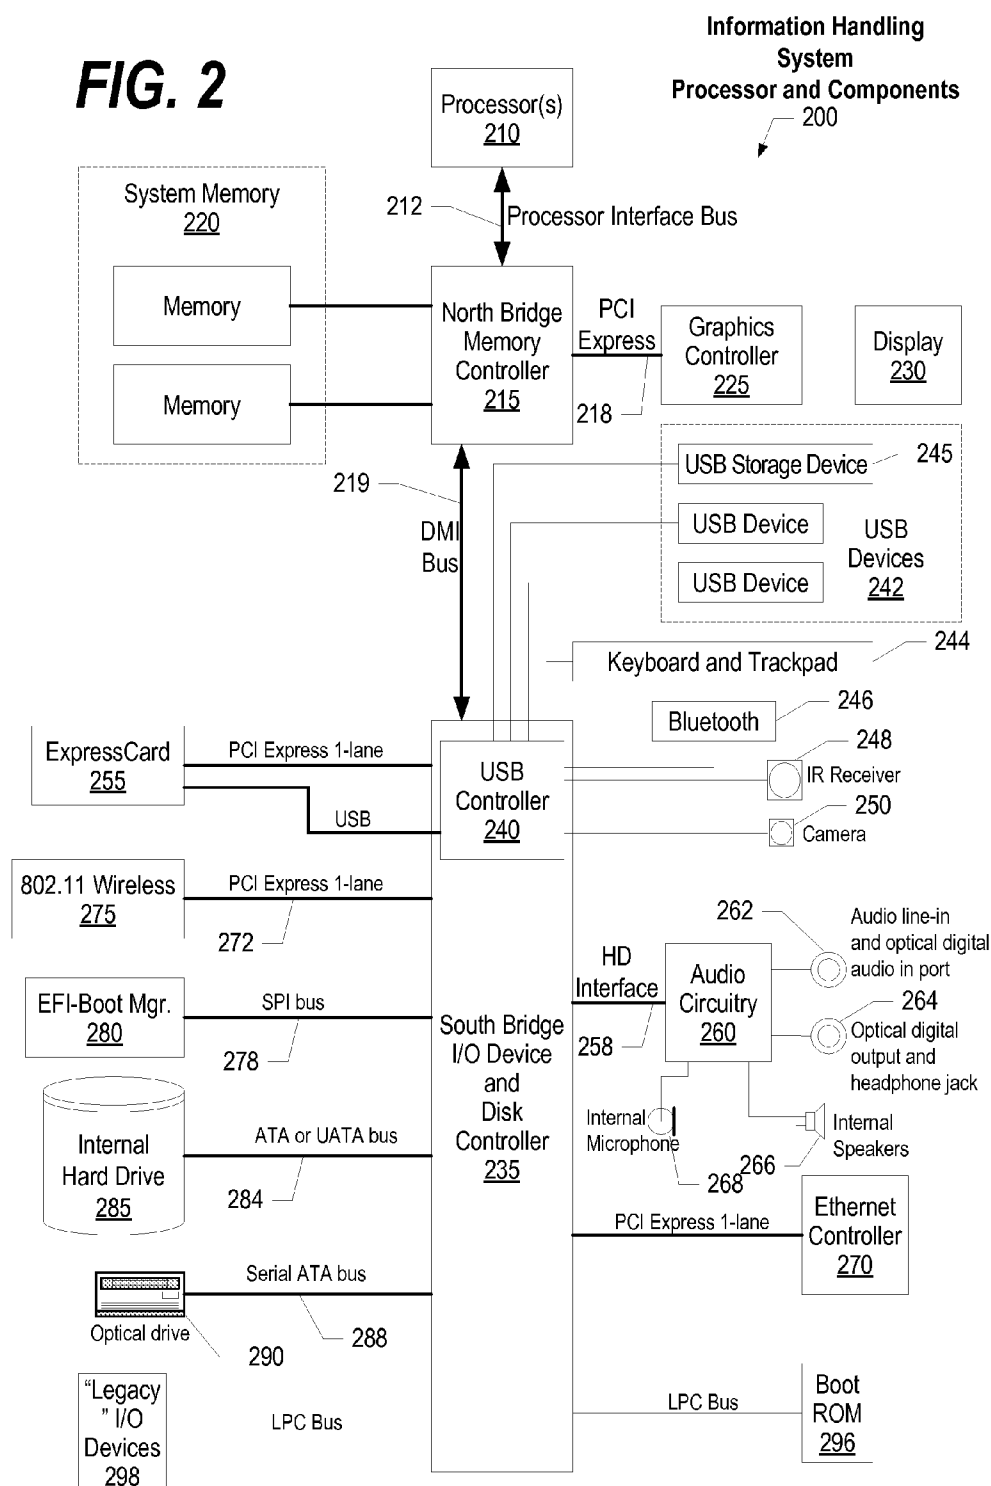 Information Handling
System
Processor and Components
200
FIG. 2
Processor(s)
210
212
Processor Interface Bus
System Memory
220
Memory
Memory
North Bridge
Memory
Controller
215
PCI
Express
218
Graphics
Controller
225
Display
230
219
DMI
Bus
USB Storage Device
245
USB Device
USB Device
USB
Devices
242
Keyboard and Trackpad
244
Bluetooth
246
248
IR Receiver
250
Camera
ExpressCard
255
PCI Express 1-lane
USB
USB
Controller
240
802.11 Wireless
275
PCI Express 1-lane
272
EFI-Boot Mgr.
280
SPI bus
278
South Bridge
I/O Device
and
Disk
Controller
235
HD
Interface
258
Audio
Circuitry
260
262
Audio line-in
and optical digital
audio in port
264
Optical digital
output and
headphone jack
Internal
Microphone
268
Internal
Speakers
266
Internal
Hard Drive
285
ATA or UATA bus
284
PCI Express 1-lane
Ethernet
Controller
270
Serial ATA bus
288
Optical drive
290
"Legacy
" I/O
Devices
298
LPC Bus
LPC Bus
Boot
ROM
296